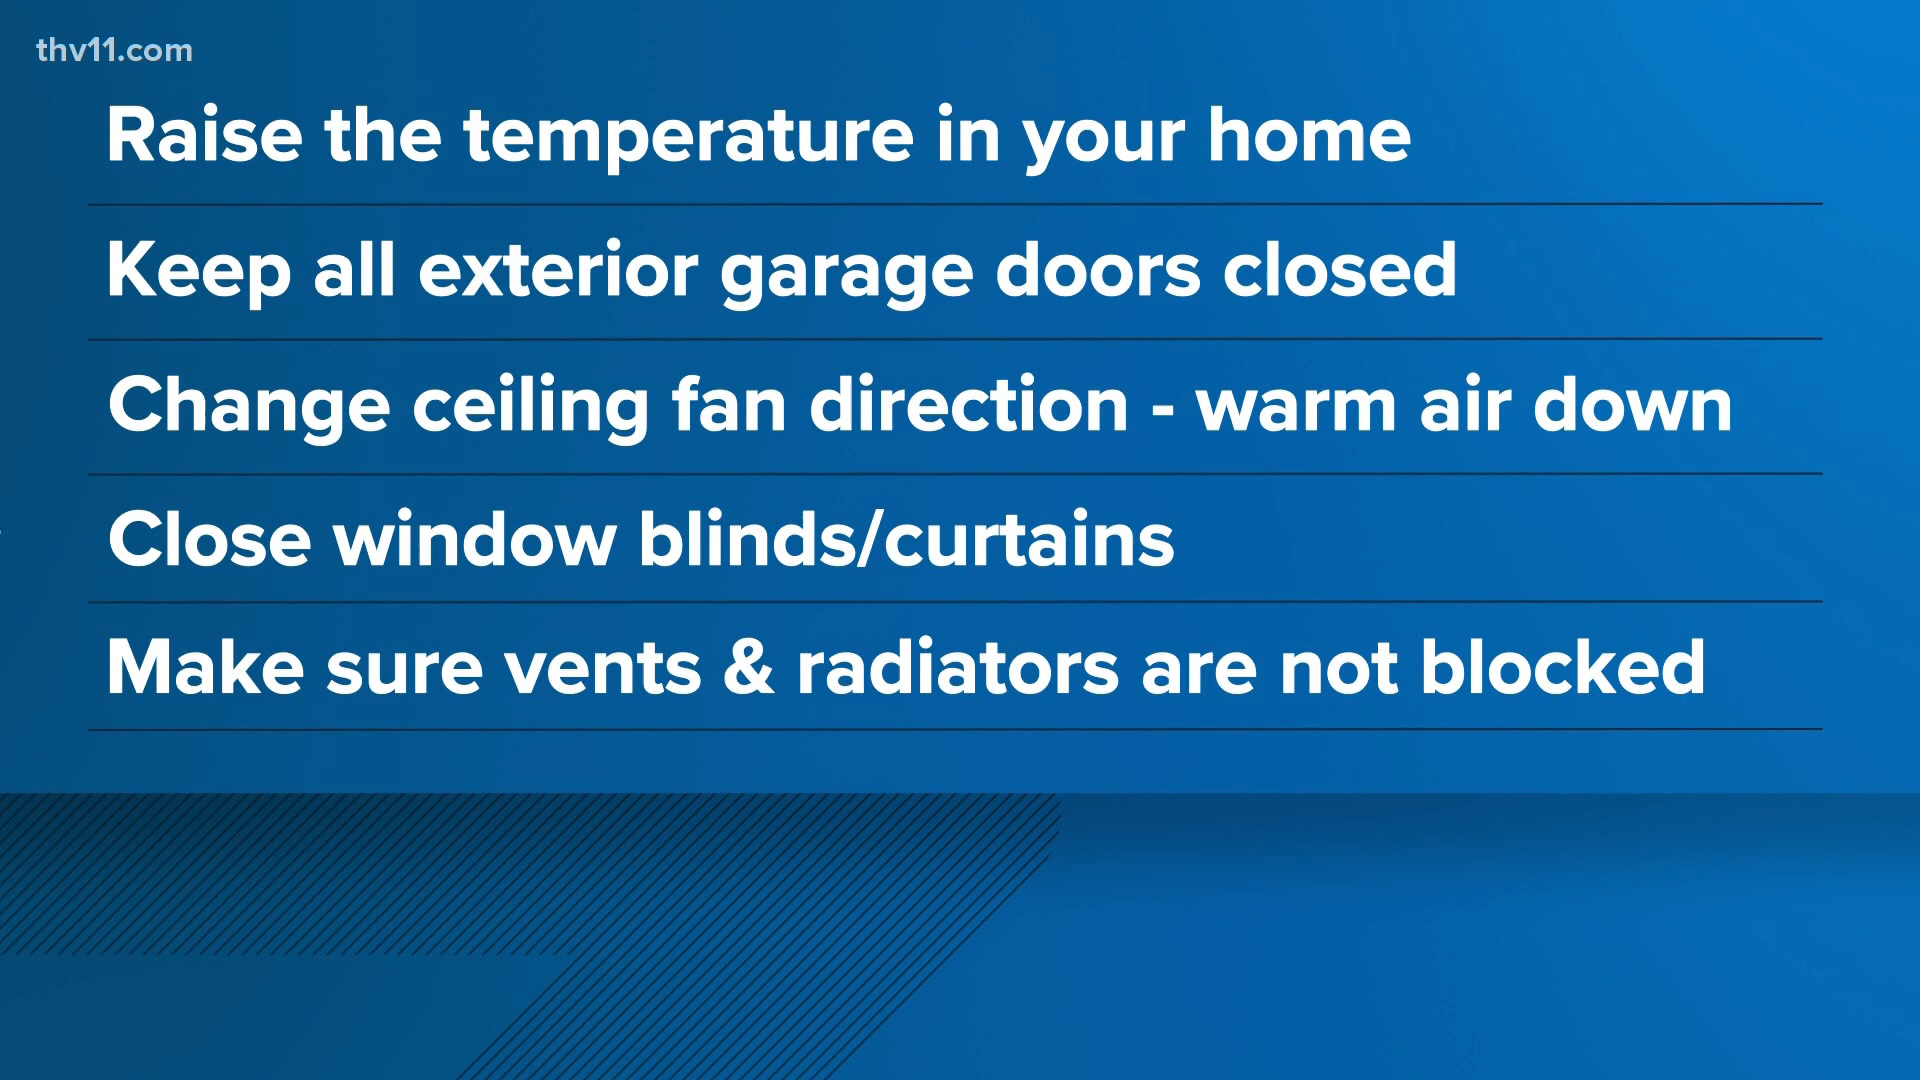 thv11.com
Raise the temperature in your home
Keep all exterior garage doors closed
Change ceiling fan direction - warm air down
Close window blinds/curtains
Make sure vents & radiators are not blocked